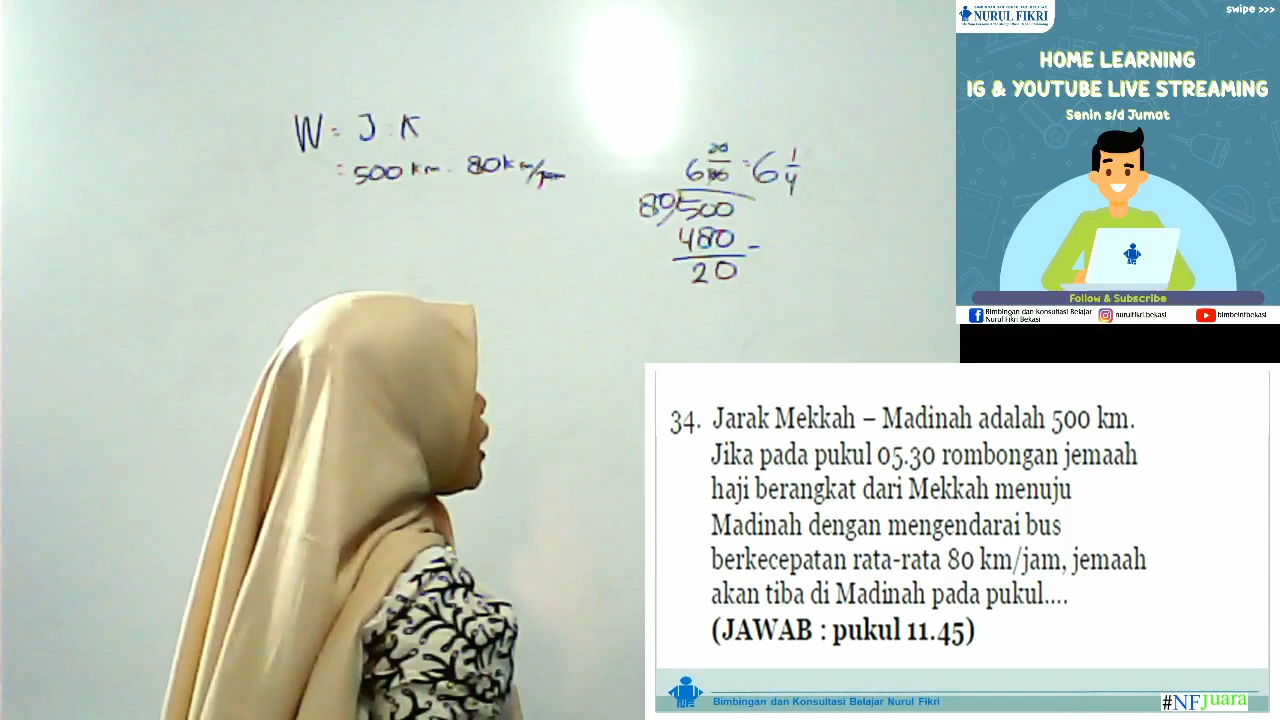 W = J : K
= 500 km : 80 km/jam
20
6 80 = 6 1
4
80 500
480 -
20
BIMBINGAN DAN KONSULTASI BELAJAR
NURUL FIKRI
swipe >>>
HOME LEARNING
IG & YOUTUBE LIVE STREAMING
Senin s/d Jumat
Follow & Subscribe
Bimbingan dan Konsultasi Belajar
Nurul Fikri Bekasi
nurulfikri.bekasi
bimbelnfbekasi
34. Jarak Mekkah – Madinah adalah 500 km.
Jika pada pukul 05.30 rombongan jemaah
haji berangkat dari Mekkah menuju
Madinah dengan mengendarai bus
berkecepatan rata-rata 80 km/jam, jemaah
akan tiba di Madinah pada pukul....
(JAWAB : pukul 11.45)
Bimbingan dan Konsultasi Belajar Nurul Fikri
#NFJuara